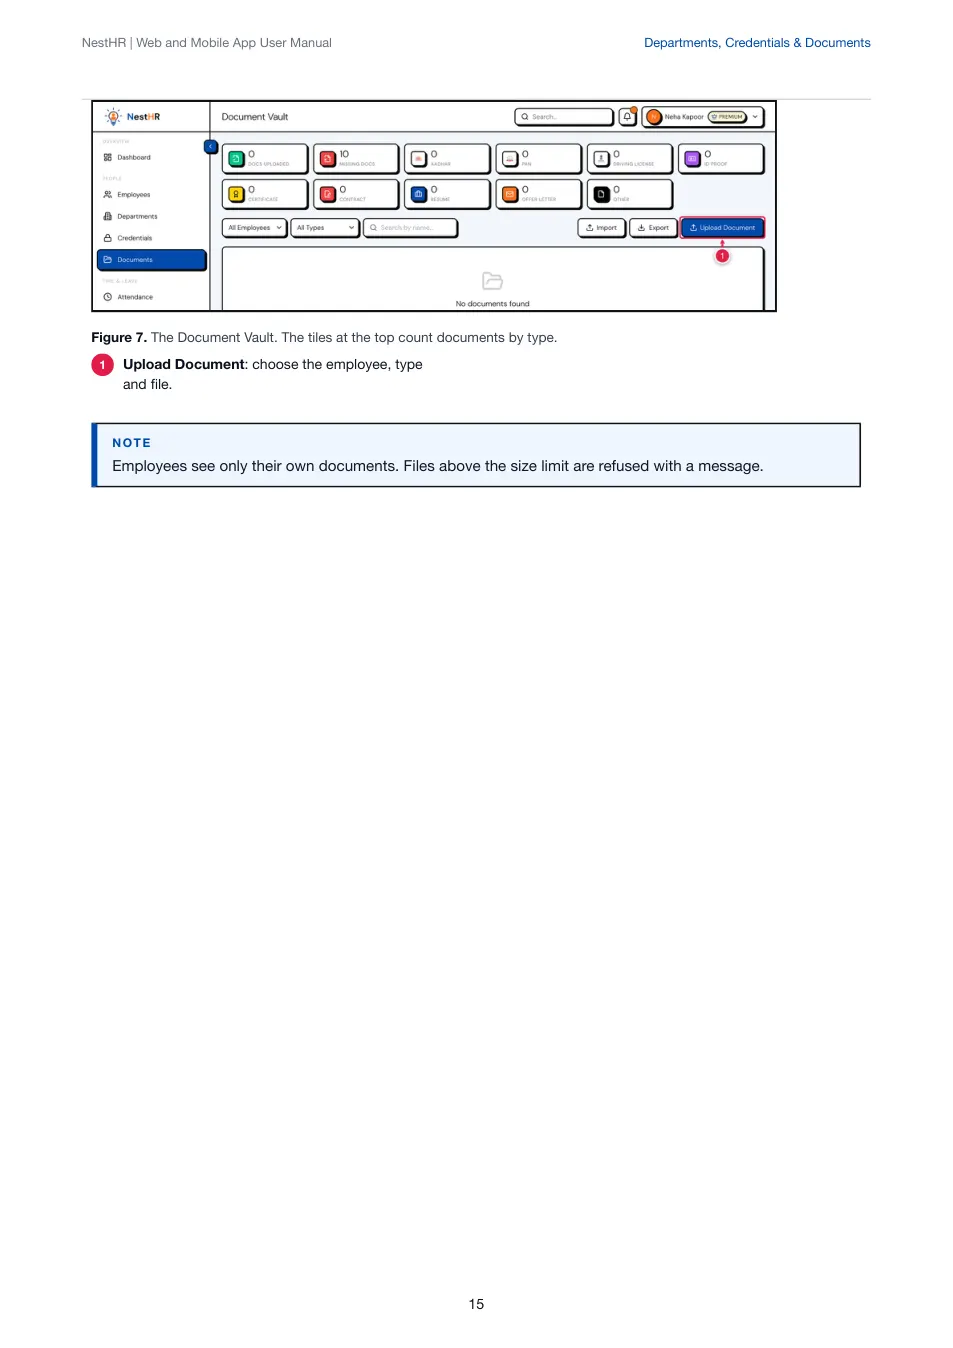 NestHR | Web and Mobile App User Manual
Departments, Credentials & Documents
NestHR
Document Vault
Search..
Neha Kapoor
PREMIUM
OVERVIEW
Dashboard
PEOPLE
Employees
Departments
Credentials
Documents
TIME & LEAVE
Attendance
0
DOCS UPLOADED
10
MISSING DOCS
0
AADHAR
0
PAN
0
DRIVING LICENSE
0
ID PROOF
0
CERTIFICATE
0
CONTRACT
0
RESUME
0
OFFER LETTER
0
OTHER
All Employees
All Types
Search by name..
Import
Export
Upload Document
1
No documents found
Figure 7. The Document Vault. The tiles at the top count documents by type.
1 Upload Document: choose the employee, type
and file.
NOTE
Employees see only their own documents. Files above the size limit are refused with a message.
15